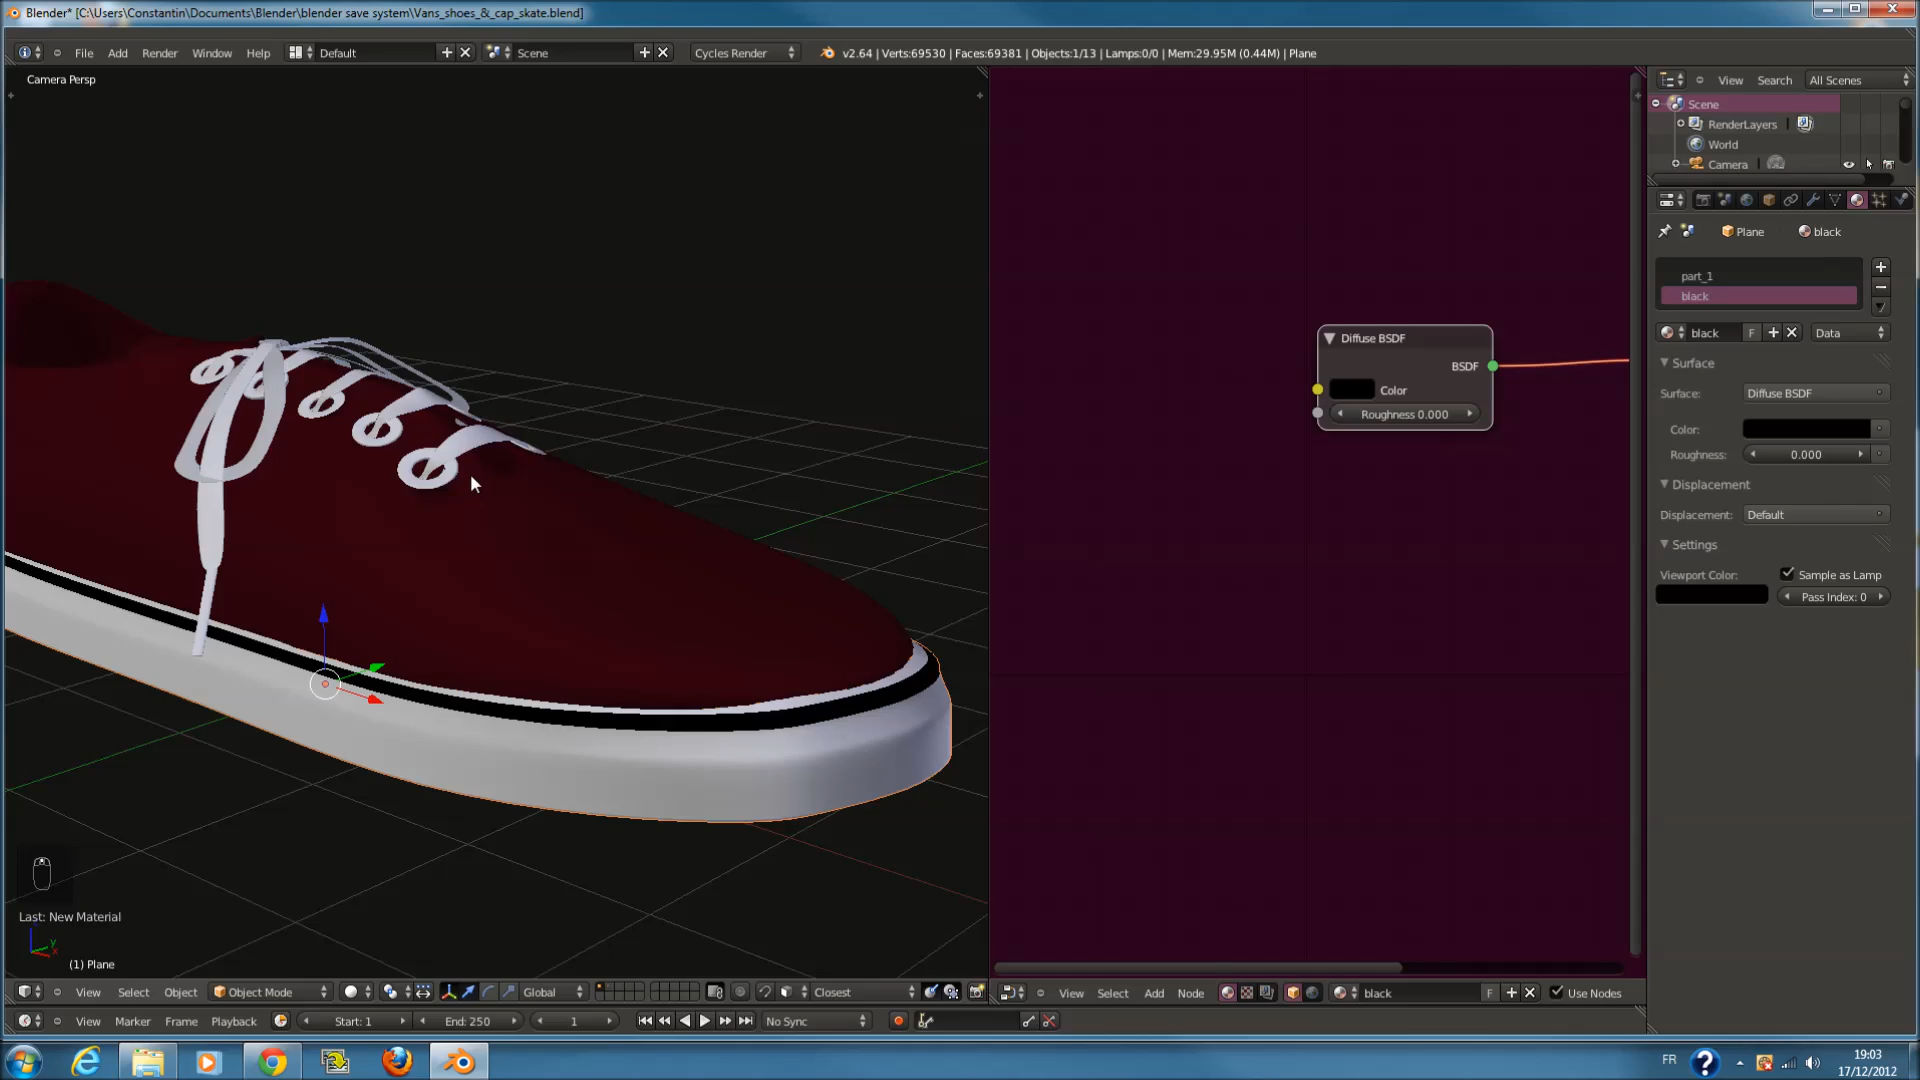 Blender* [C:\Users\Constantin\Documents\Blender\blender save system\Vans_shoes_&_cap_skate.blend]
File Add Render Window Help Default Scene Cycles Render v2.64 | Verts:69530 | Faces:69381 | Objects:1/13 | Lamps:0/0 | Mem:29.95M (0.44M) | Plane
Camera Persp
View Search All Scenes
Scene
RenderLayers |
World
Camera |
Plane black
part_1
black
black F Data
Surface
Surface: Diffuse BSDF
Color:
Roughness: 0.000
Displacement
Displacement: Default
Settings
Viewport Color: Sample as Lamp
Pass Index: 0
Diffuse BSDF
BSDF
Color
Roughness 0.000
Last: New Material
(1) Plane
View Select Object Object Mode Global Closest
View Select Add Node black F Use Nodes
View Marker Frame Playback Start: 1 End: 250 1 No Sync
FR 19:03
17/12/2012